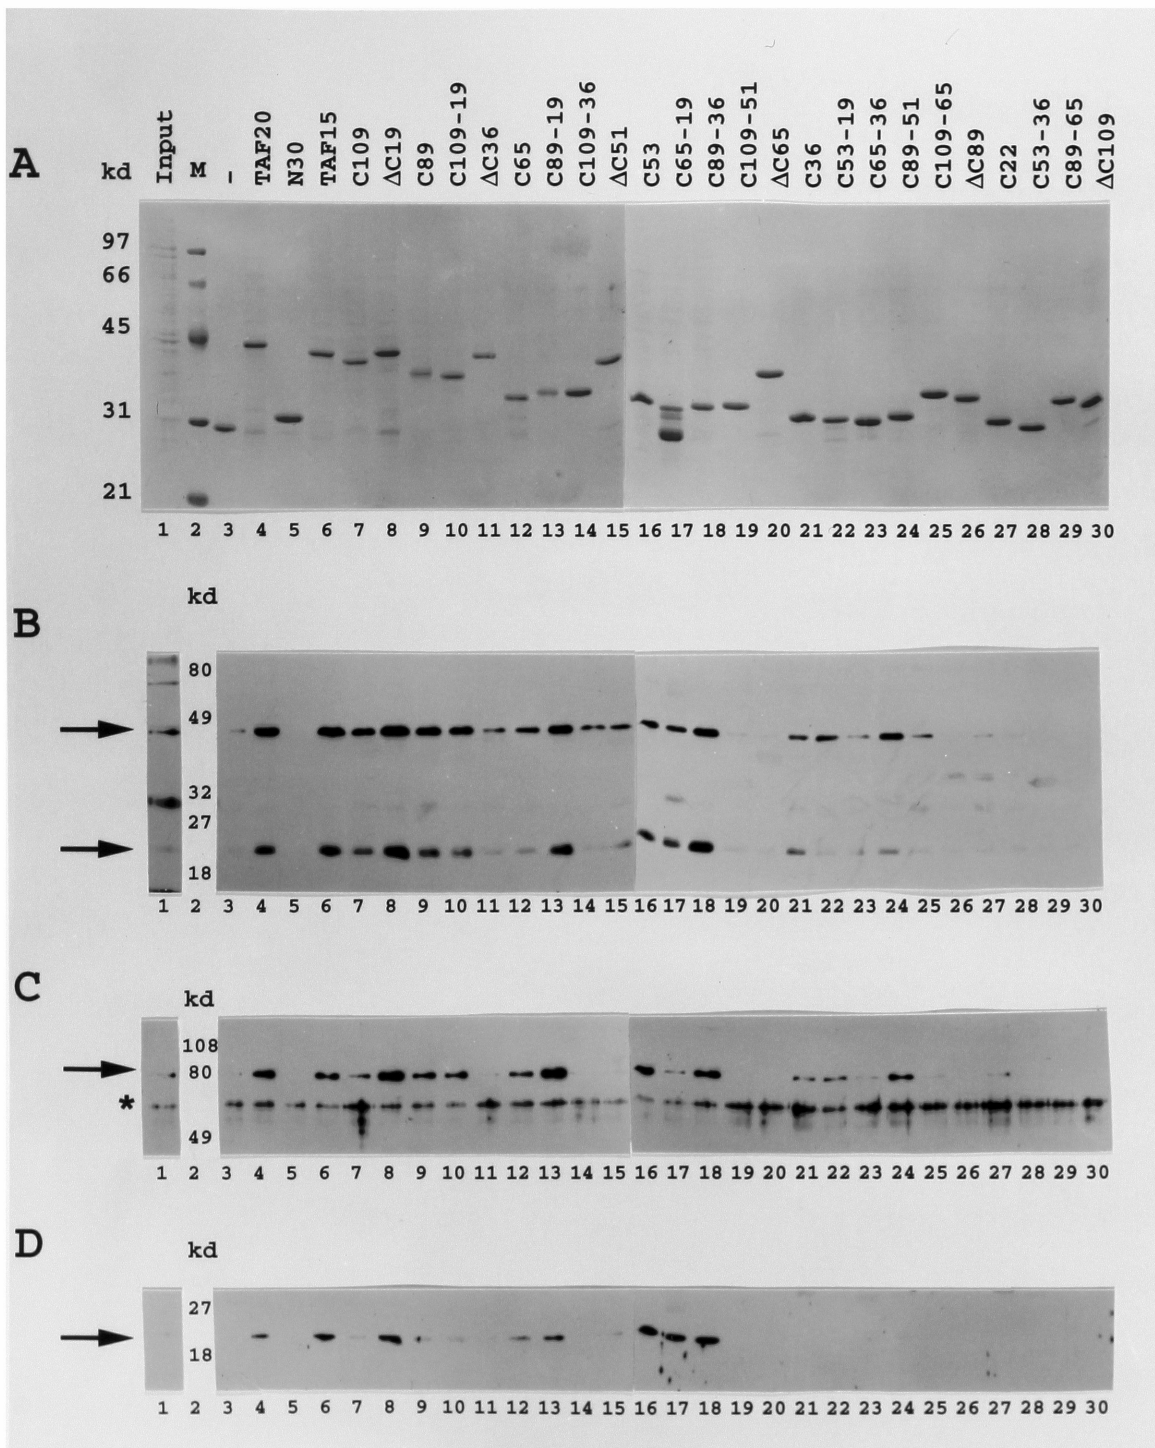 A
kd
Input
M
-
TAF20
N30
TAF15
C109
ΔC19
C89
C109-19
ΔC36
C65
C89-19
C109-36
ΔC51
C53
C65-19
C89-36
C109-51
ΔC65
C36
C53-19
C65-36
C89-51
C109-65
ΔC89
C22
C53-36
C89-65
ΔC109
97
66
45
31
21
1 2 3 4 5 6 7 8 9 10 11 12 13 14 15 16 17 18 19 20 21 22 23 24 25 26 27 28 29 30
B
kd
80
49
32
27
18
1 2 3 4 5 6 7 8 9 10 11 12 13 14 15 16 17 18 19 20 21 22 23 24 25 26 27 28 29 30
C
kd
108
80
*
49
1 2 3 4 5 6 7 8 9 10 11 12 13 14 15 16 17 18 19 20 21 22 23 24 25 26 27 28 29 30
D
kd
27
18
1 2 3 4 5 6 7 8 9 10 11 12 13 14 15 16 17 18 19 20 21 22 23 24 25 26 27 28 29 30